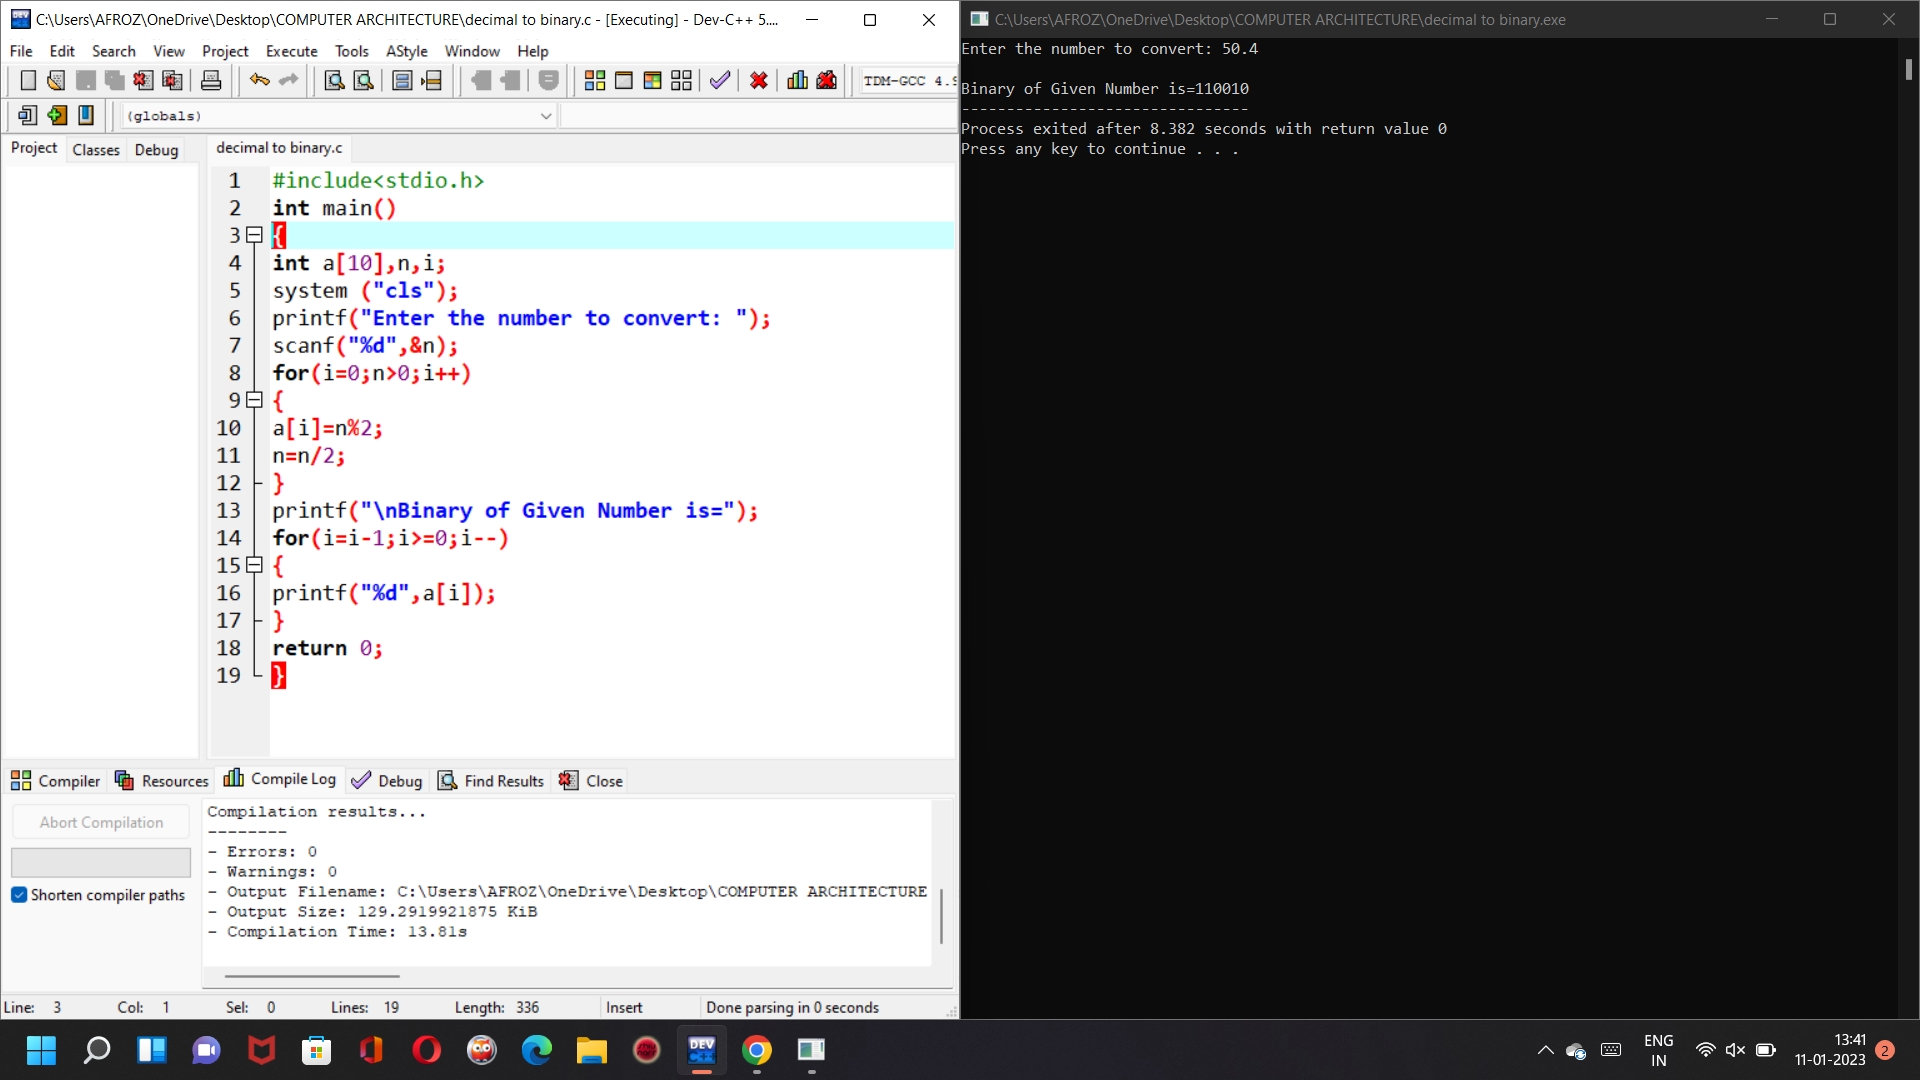 C:\Users\AFROZ\OneDrive\Desktop\COMPUTER ARCHITECTURE\decimal to binary.c - [Executing] - Dev-C++ 5....
File Edit Search View Project Execute Tools AStyle Window Help
TDM-GCC 4.9
(globals)
Project Classes Debug
decimal to binary.c
1 #include<stdio.h>
2 int main()
3 {
4 int a[10],n,i;
5 system ("cls");
6 printf("Enter the number to convert: ");
7 scanf("%d",&n);
8 for(i=0;n>0;i++)
9 {
10 a[i]=n%2;
11 n=n/2;
12 }
13 printf("\nBinary of Given Number is=");
14 for(i=i-1;i>=0;i--)
15 {
16 printf("%d",a[i]);
17 }
18 return 0;
19 }
Compiler Resources Compile Log Debug Find Results Close
Abort Compilation
Shorten compiler paths
Compilation results...
--------
- Errors: 0
- Warnings: 0
- Output Filename: C:\Users\AFROZ\OneDrive\Desktop\COMPUTER ARCHITECTURE
- Output Size: 129.2919921875 KiB
- Compilation Time: 13.81s
Line: 3 Col: 1 Sel: 0 Lines: 19 Length: 336 Insert Done parsing in 0 seconds
C:\Users\AFROZ\OneDrive\Desktop\COMPUTER ARCHITECTURE\decimal to binary.exe
Enter the number to convert: 50.4
Binary of Given Number is=110010
--------------------------------
Process exited after 8.382 seconds with return value 0
Press any key to continue . . .
DEV C++
ENG
IN
13:41
11-01-2023
2